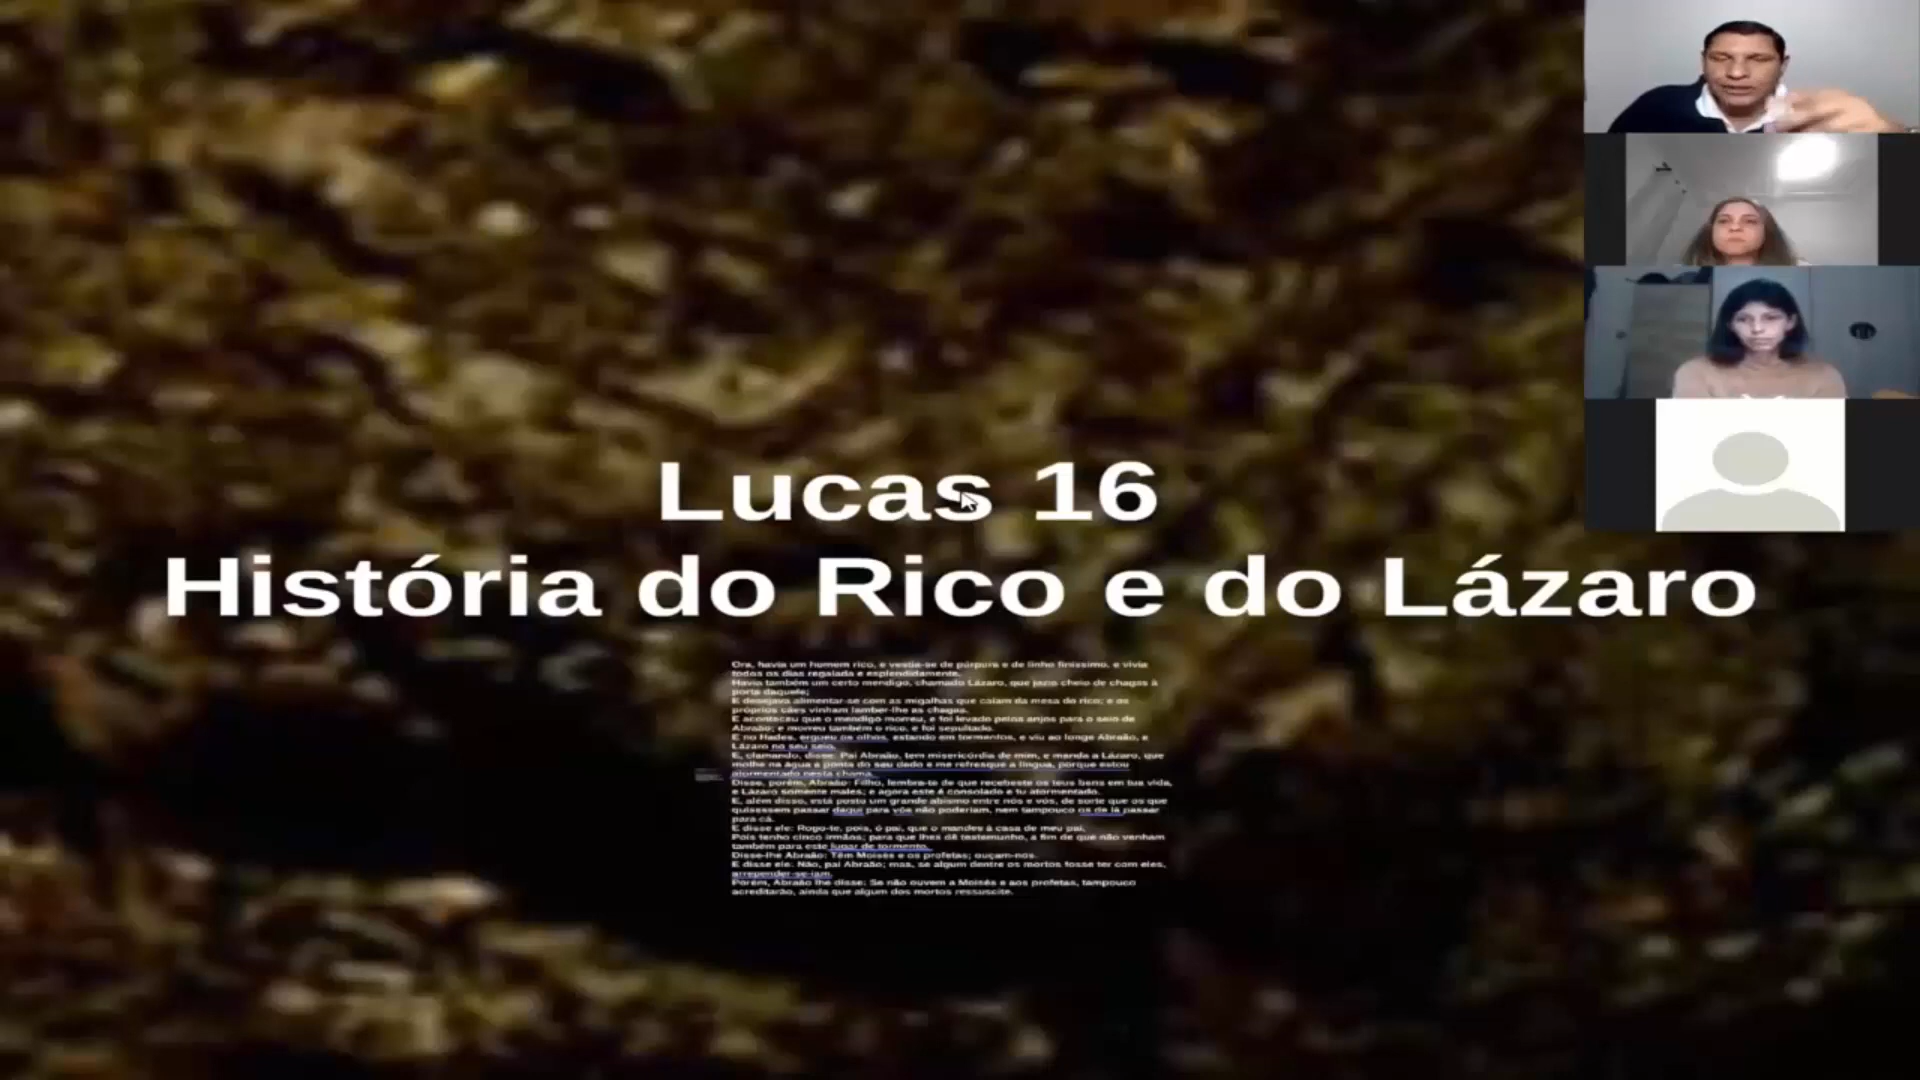 Lucas 16
História do Rico e do Lázaro
Ora, havia um homem rico, e vestia-se de púrpura e de linho finíssimo, e vivia
todos os dias regalada e esplendidamente.
Havia também um certo mendigo, chamado Lázaro, que jazia cheio de chagas à
porta daquele;
E desejava alimentar-se com as migalhas que caíam da mesa do rico; e os
próprios cães vinham lamber-lhe as chagas.
E aconteceu que o mendigo morreu, e foi levado pelos anjos para o seio de
Abraão; e morreu também o rico, e foi sepultado.
E no Hades, ergueu os olhos, estando em tormentos, e viu ao longe Abraão, e
Lázaro no seu seio.
E, clamando, disse: Pai Abraão, tem misericórdia de mim, e manda a Lázaro, que
molhe na água a ponta do seu dedo e me refresque a língua, porque estou
atormentado nesta chama.
Disse, porém, Abraão: Filho, lembra-te de que recebeste os teus bens em tua vida,
e Lázaro somente males; e agora este é consolado e tu atormentado.
E, além disso, está posto um grande abismo entre nós e vós, de sorte que os que
quisessem passar daqui para vós não poderiam, nem tampouco os de lá passar
para cá.
E disse ele: Rogo-te, pois, ó pai, que o mandes à casa de meu pai,
Pois tenho cinco irmãos; para que lhes dê testemunho, a fim de que não venham
também para este lugar de tormento.
Disse-lhe Abraão: Têm Moisés e os profetas; ouçam-nos.
E disse ele: Não, pai Abraão; mas, se algum dentre os mortos fosse ter com eles,
arrepender-se-iam.
Porém, Abraão lhe disse: Se não ouvem a Moisés e aos profetas, tampouco
acreditarão, ainda que algum dos mortos ressuscite.